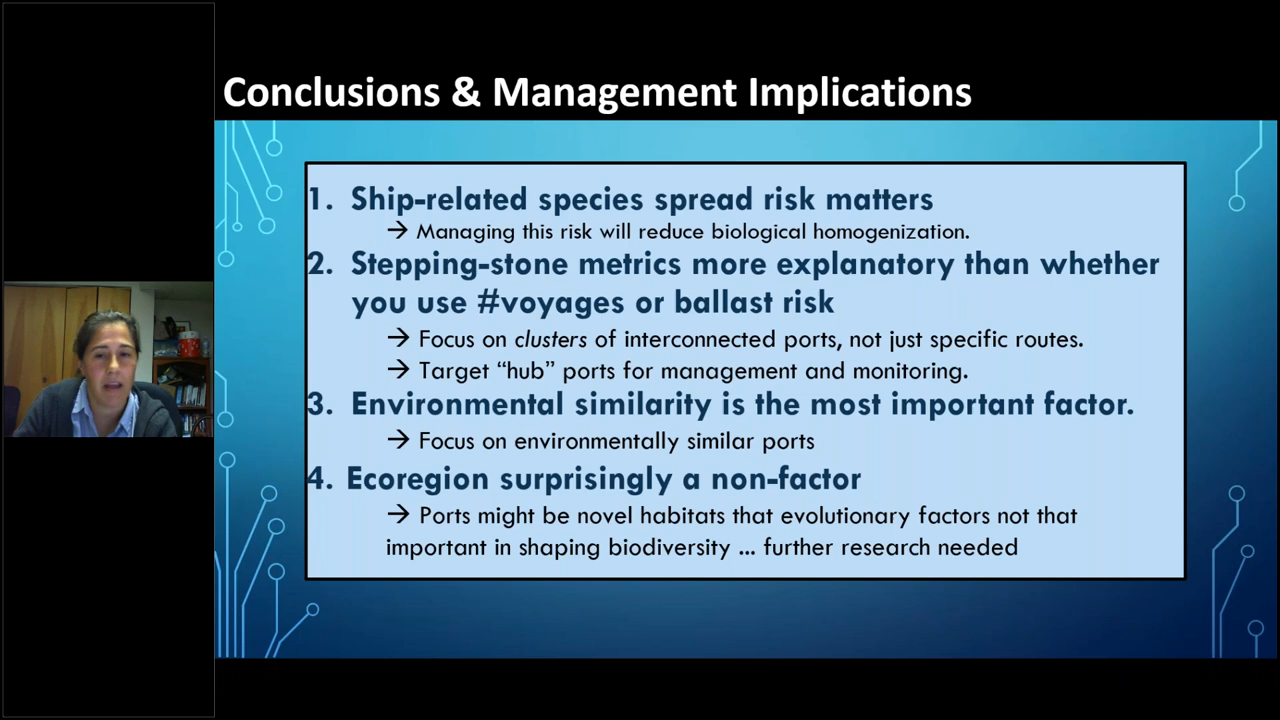 Conclusions & Management Implications
1. Ship-related species spread risk matters
→ Managing this risk will reduce biological homogenization.
2. Stepping-stone metrics more explanatory than whether
you use #voyages or ballast risk
→ Focus on clusters of interconnected ports, not just specific routes.
→ Target “hub” ports for management and monitoring.
3. Environmental similarity is the most important factor.
→ Focus on environmentally similar ports
4. Ecoregion surprisingly a non-factor
→ Ports might be novel habitats that evolutionary factors not that
important in shaping biodiversity ... further research needed